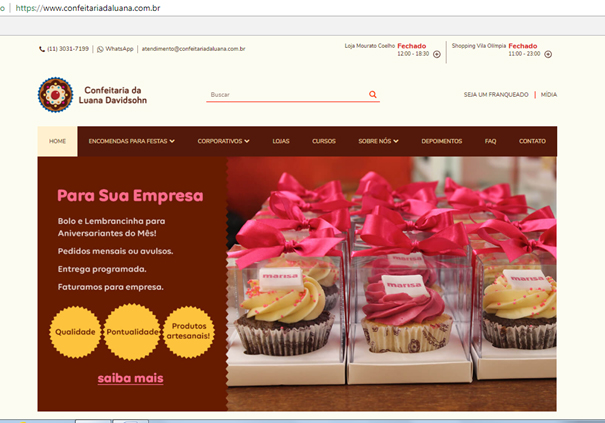 https://www.confeitariadaluana.com.br
(11) 3031-7199 | WhatsApp | atendimento@confeitariadaluana.com.br
Loja Mourato Coelho Fechado
12:00 - 18:30
Shopping Vila Olímpia Fechado
11:00 - 23:00
Confeitaria da
Luana Davidsohn
Buscar
SEJA UM FRANQUEADO | MÍDIA
HOME ENCOMENDAS PARA FESTAS CORPORATIVOS LOJAS CURSOS SOBRE NÓS DEPOIMENTOS FAQ CONTATO
Para Sua Empresa
Bolo e Lembrancinha para
Aniversariantes do Mês!
Pedidos mensais ou avulsos.
Entrega programada.
Faturamos para empresa.
Qualidade
Pontualidade
Produtos
artesanais!
saiba mais
marisa
marisa
marisa